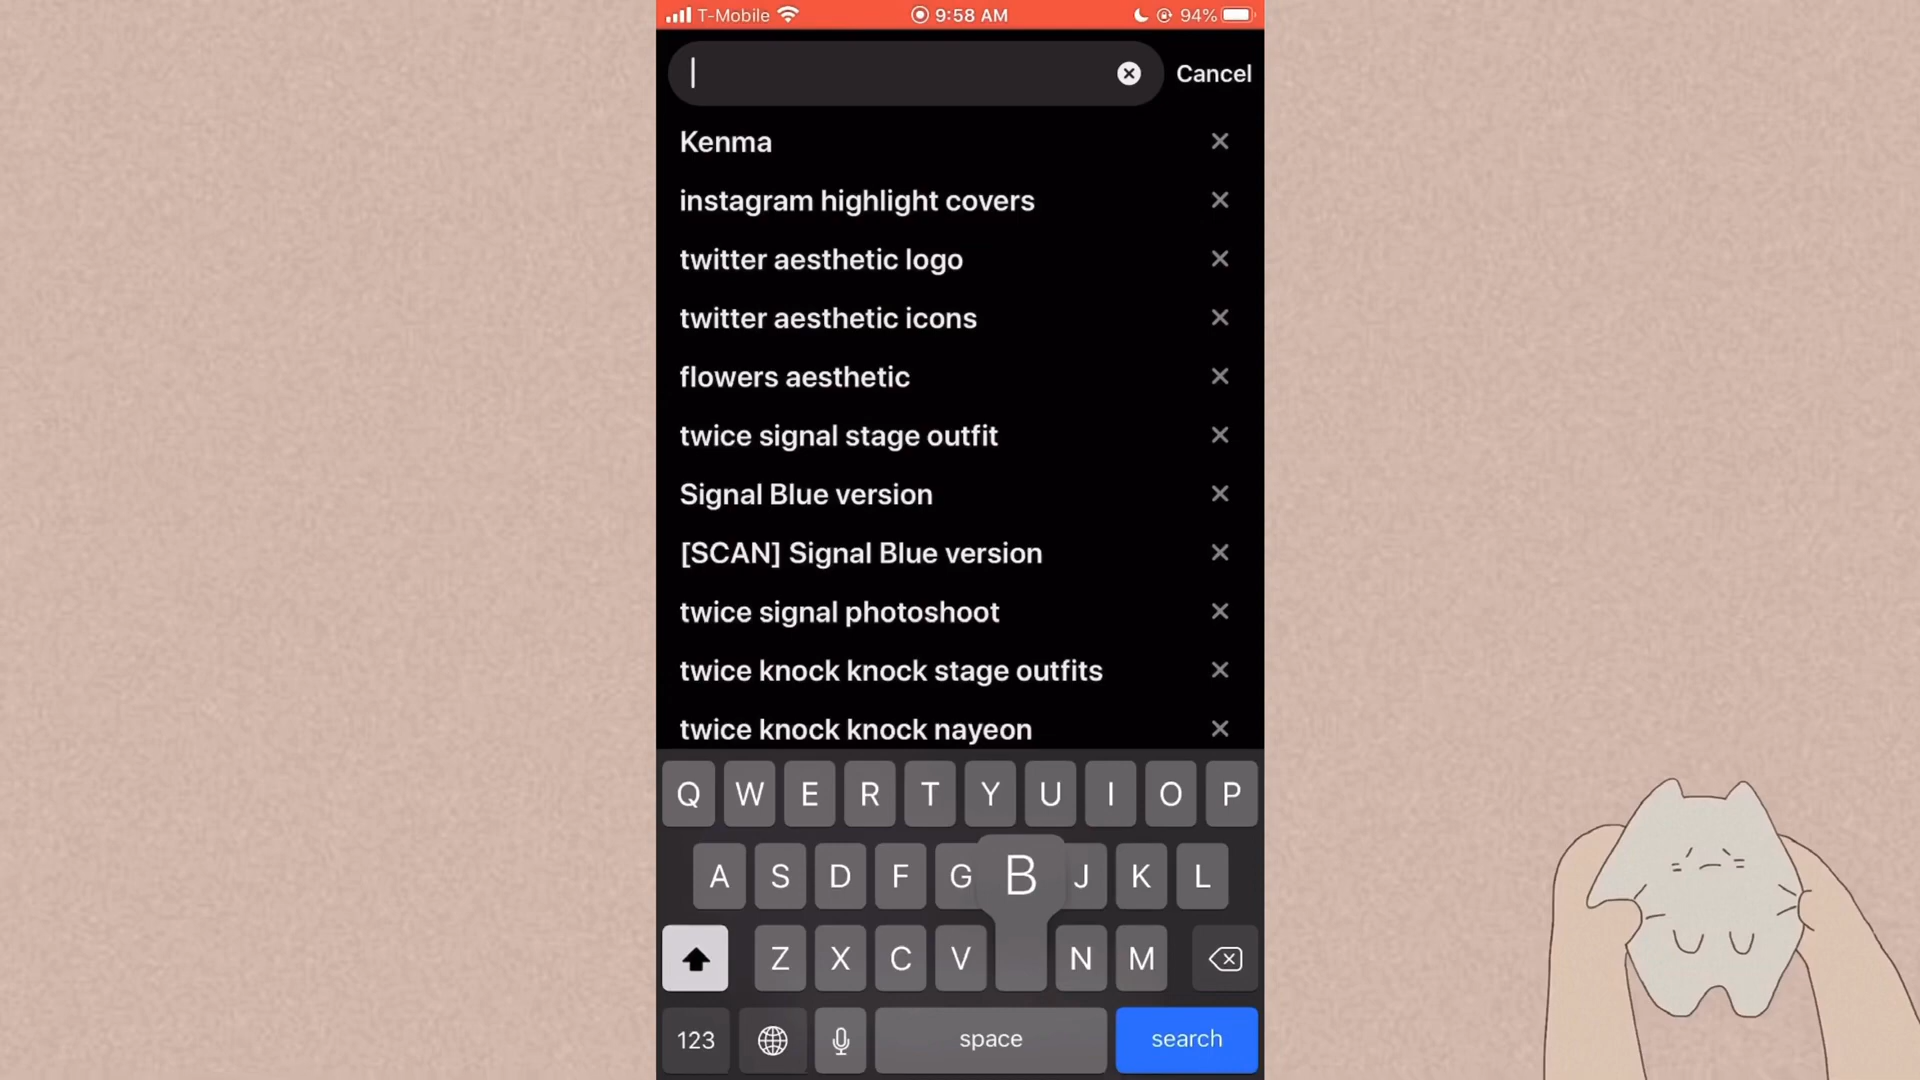 T-Mobile 9:58 AM 94%
Cancel
Kenma
instagram highlight covers
twitter aesthetic logo
twitter aesthetic icons
flowers aesthetic
twice signal stage outfit
Signal Blue version
[SCAN] Signal Blue version
twice signal photoshoot
twice knock knock stage outfits
twice knock knock nayeon
Q W E R T Y U I O P
A S D F G B J K L
Z X C V N M
123 space search